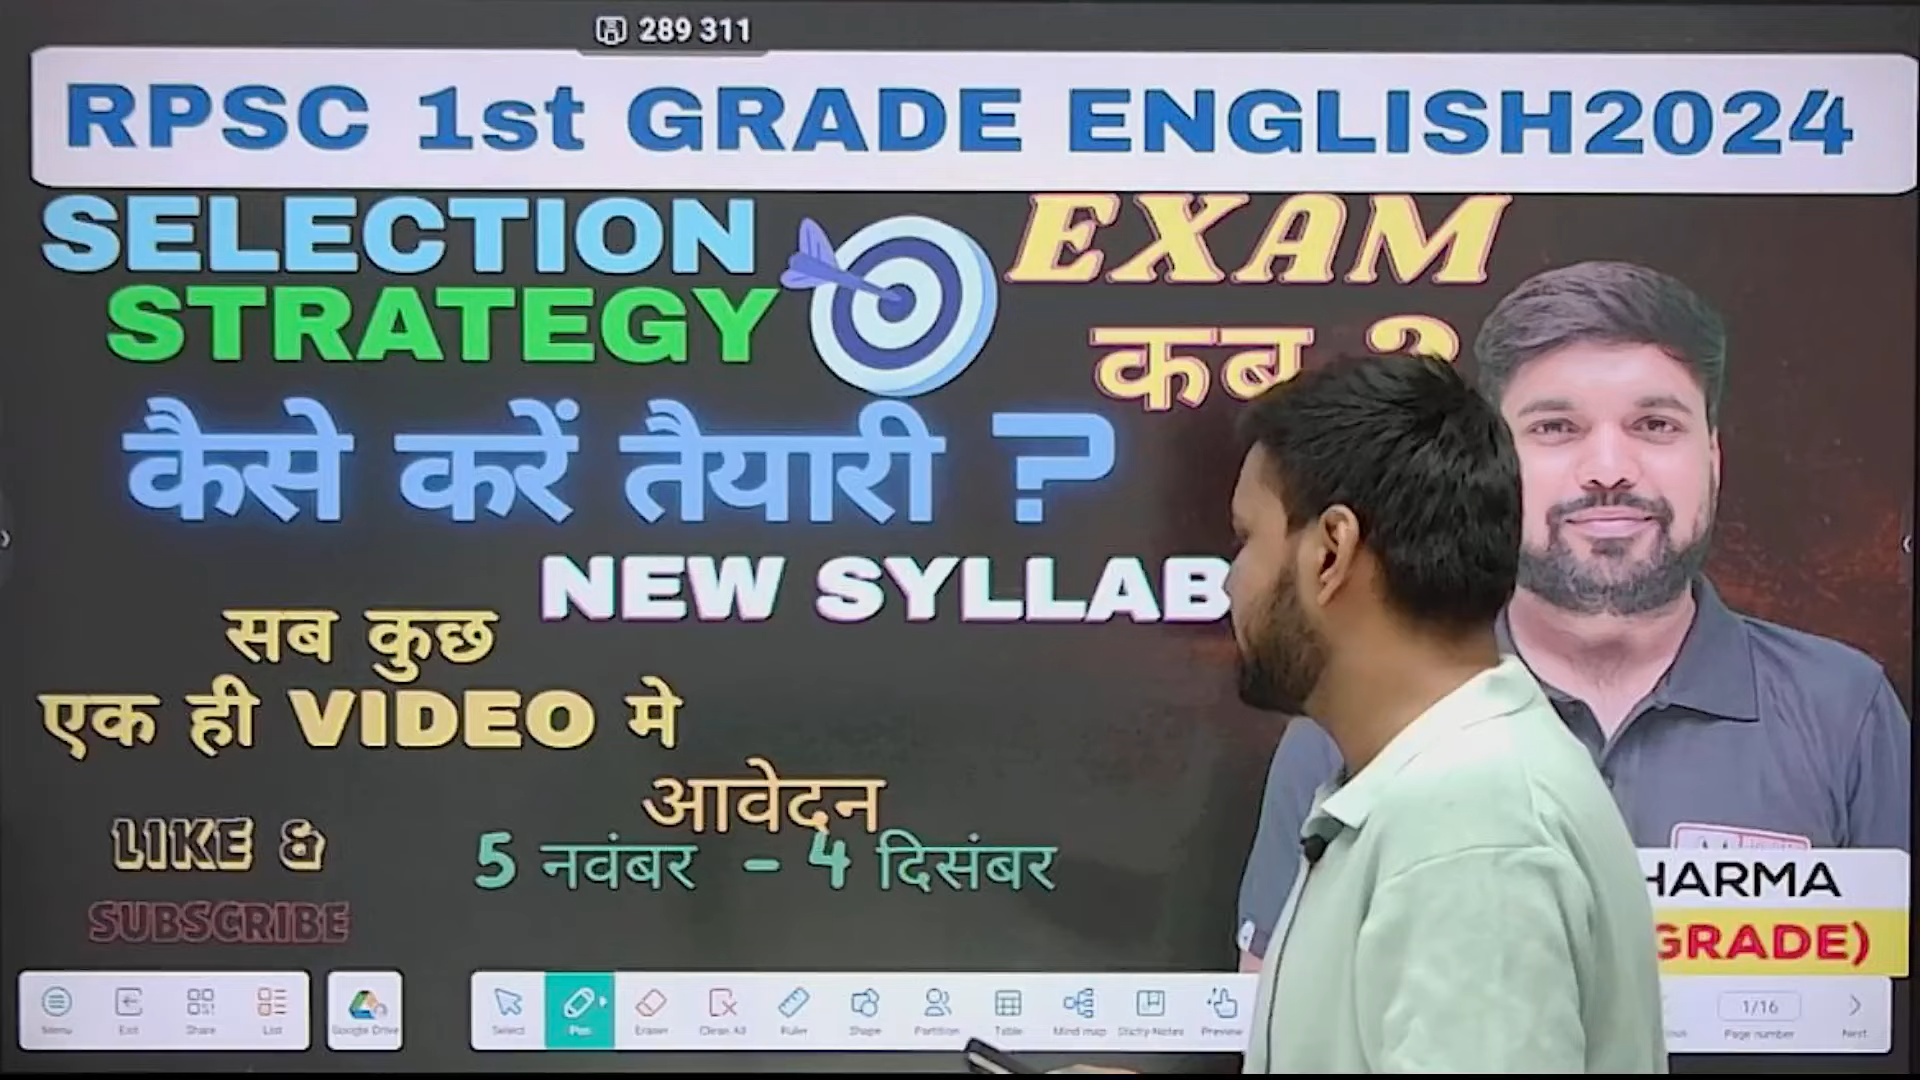 289 311
RPSC 1st GRADE ENGLISH2024
SELECTION
STRATEGY
EXAM
कब ?
कैसे करें तैयारी ?
NEW SYLLAB
सब कुछ
एक ही VIDEO मे
आवेदन
5 नवंबर - 4 दिसंबर
LIKE &
SUBSCRIBE
HARMA
GRADE)
Menu Exit Share List Google Drive Select Pen Eraser Clean All Ruler Shape Partition Table Mind map Sticky Notes Preview
1/16
Page number Next